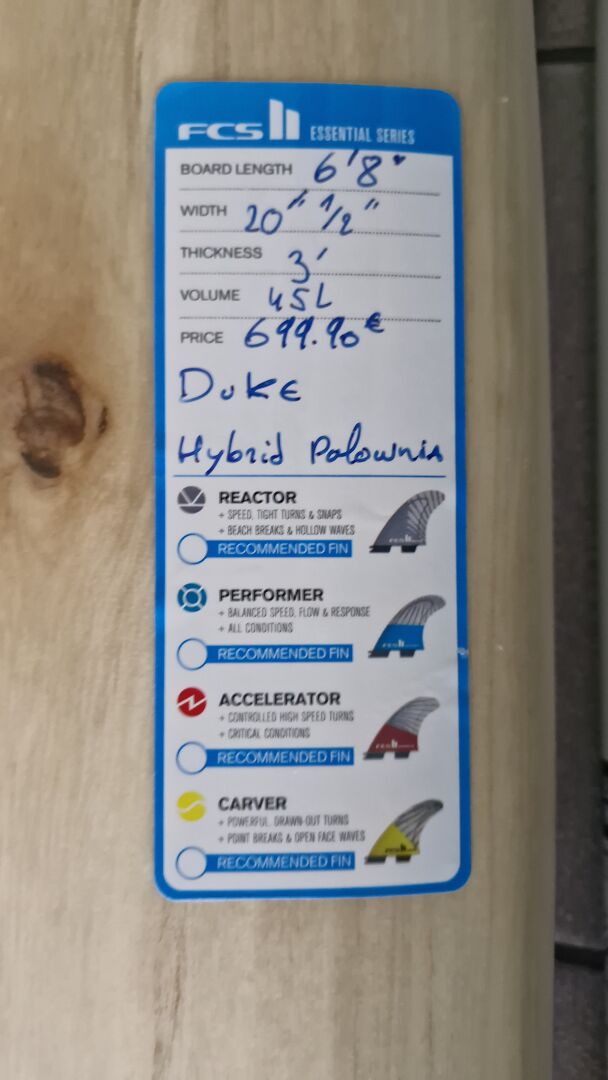 FCS II ESSENTIAL SERIES
BOARD LENGTH 6'8"
WIDTH 20" 1/2"
THICKNESS 3'
VOLUME 45L
PRICE 699.90€
Duke
Hybrid Polownia
REACTOR
+ SPEED, TIGHT TURNS & SNAPS
+ BEACH BREAKS & HOLLOW WAVES
RECOMMENDED FIN
PERFORMER
+ BALANCED SPEED, FLOW & RESPONSE
+ ALL CONDITIONS
RECOMMENDED FIN
ACCELERATOR
+ CONTROLLED HIGH SPEED TURNS
+ CRITICAL CONDITIONS
RECOMMENDED FIN
CARVER
+ POWERFUL, DRAWN-OUT TURNS
+ POINT BREAKS & OPEN FACE WAVES
RECOMMENDED FIN